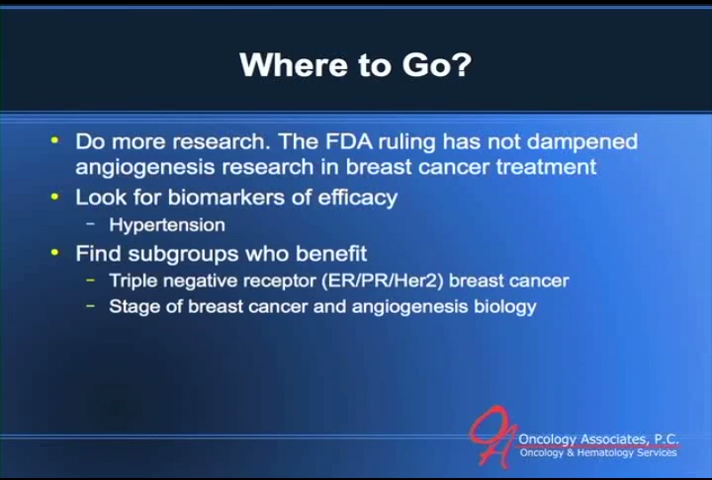 Where to Go?
• Do more research. The FDA ruling has not dampened
angiogenesis research in breast cancer treatment
• Look for biomarkers of efficacy
– Hypertension
• Find subgroups who benefit
– Triple negative receptor (ER/PR/Her2) breast cancer
– Stage of breast cancer and angiogenesis biology
OA
Oncology Associates, P.C.
Oncology & Hematology Services